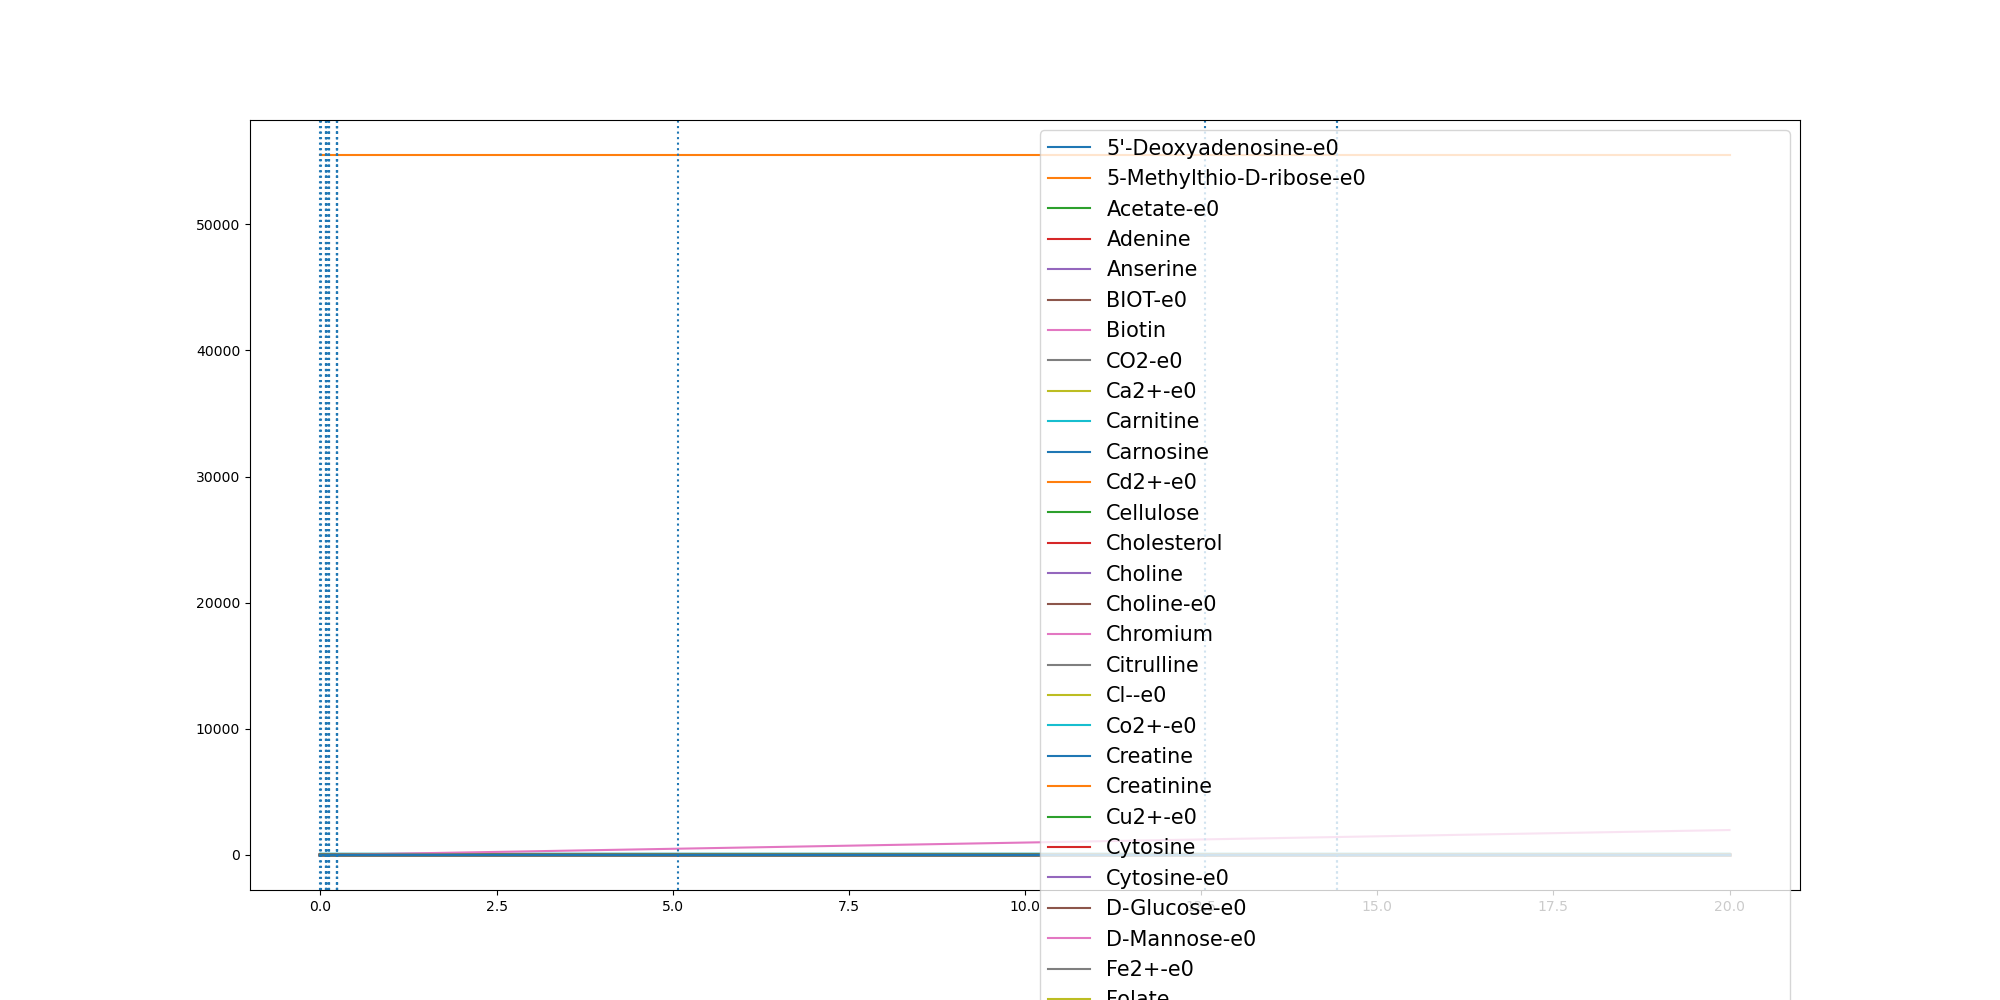 50000
40000
30000
20000
10000
0
0.0
2.5
5.0
7.5
10.0
15.0
17.5
20.0
5'-Deoxyadenosine-e0
5-Methylthio-D-ribose-e0
Acetate-e0
Adenine
Anserine
BIOT-e0
Biotin
CO2-e0
Ca2+-e0
Carnitine
Carnosine
Cd2+-e0
Cellulose
Cholesterol
Choline
Choline-e0
Chromium
Citrulline
Cl--e0
Co2+-e0
Creatine
Creatinine
Cu2+-e0
Cytosine
Cytosine-e0
D-Glucose-e0
D-Mannose-e0
Fe2+-e0
Folate